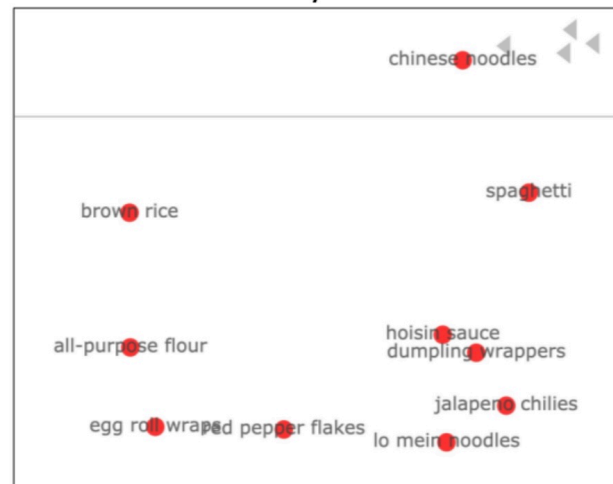 chinese noodles
spaghetti
brown rice
hoisin sauce
all-purpose flour
dumpling wrappers
jalapeno chilies
egg roll wraps
red pepper flakes
lo mein noodles